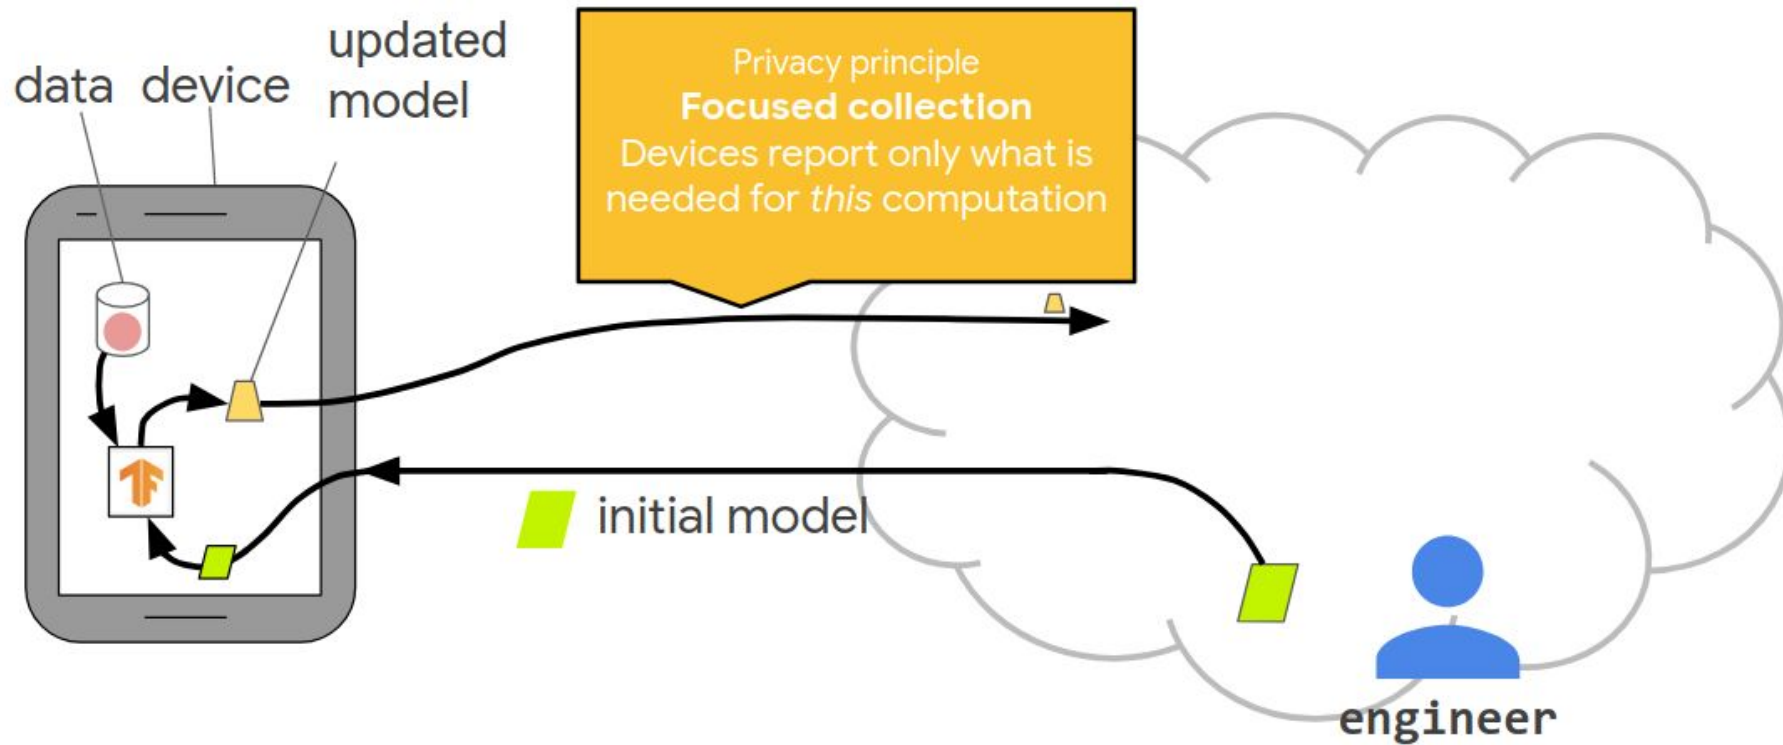 data
device
updated
model
Privacy principle
Focused collection
Devices report only what is
needed for this computation
initial model
engineer